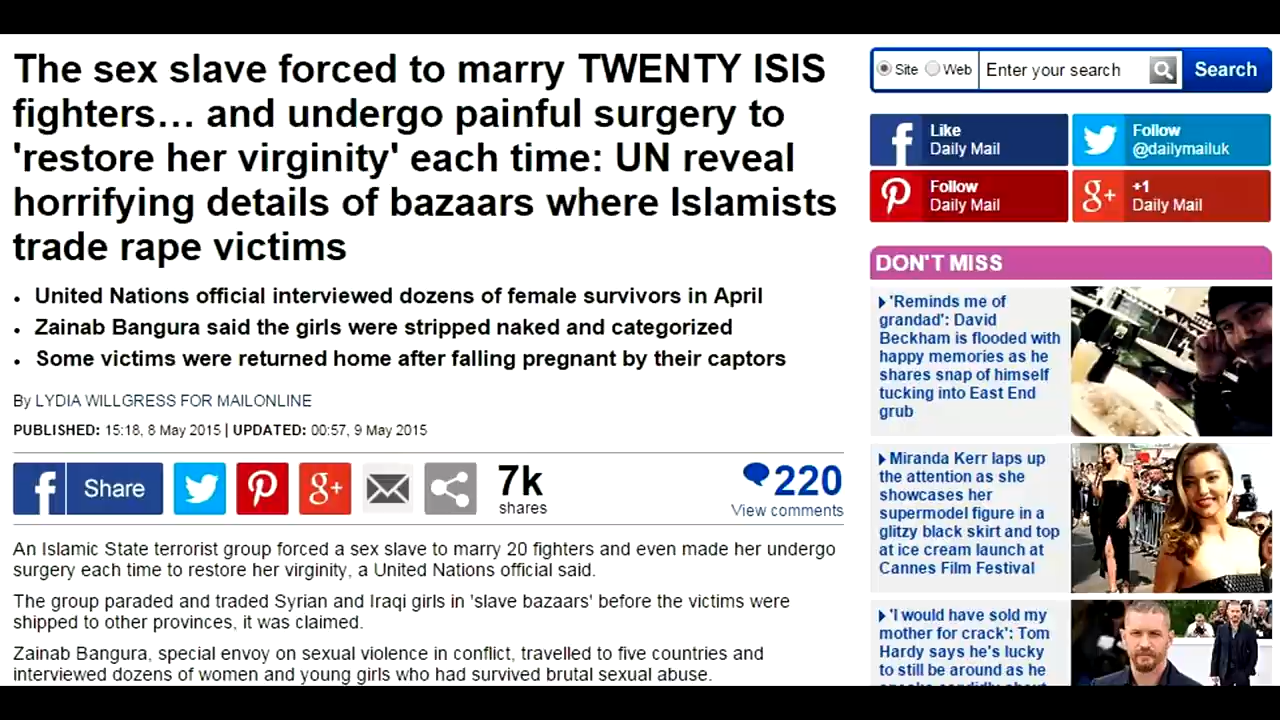 The sex slave forced to marry TWENTY ISIS
fighters... and undergo painful surgery to
'restore her virginity' each time: UN reveal
horrifying details of bazaars where Islamists
trade rape victims
• United Nations official interviewed dozens of female survivors in April
• Zainab Bangura said the girls were stripped naked and categorized
• Some victims were returned home after falling pregnant by their captors
By LYDIA WILLGRESS FOR MAILONLINE
PUBLISHED: 15:18, 8 May 2015 | UPDATED: 00:57, 9 May 2015
f Share
g+
7k
shares
220
View comments
An Islamic State terrorist group forced a sex slave to marry 20 fighters and even made her undergo
surgery each time to restore her virginity, a United Nations official said.
The group paraded and traded Syrian and Iraqi girls in 'slave bazaars' before the victims were
shipped to other provinces, it was claimed.
Zainab Bangura, special envoy on sexual violence in conflict, travelled to five countries and
interviewed dozens of women and young girls who had survived brutal sexual abuse.
Site Web Enter your search Search
f Like
Daily Mail
Follow
@dailymailuk
Follow
Daily Mail
g+ +1
Daily Mail
DON'T MISS
'Reminds me of
grandad': David
Beckham is flooded with
happy memories as he
shares snap of himself
tucking into East End
grub
Miranda Kerr laps up
the attention as she
showcases her
supermodel figure in a
glitzy black skirt and top
at ice cream launch at
Cannes Film Festival
'I would have sold my
mother for crack': Tom
Hardy says he's lucky
to still be around as he